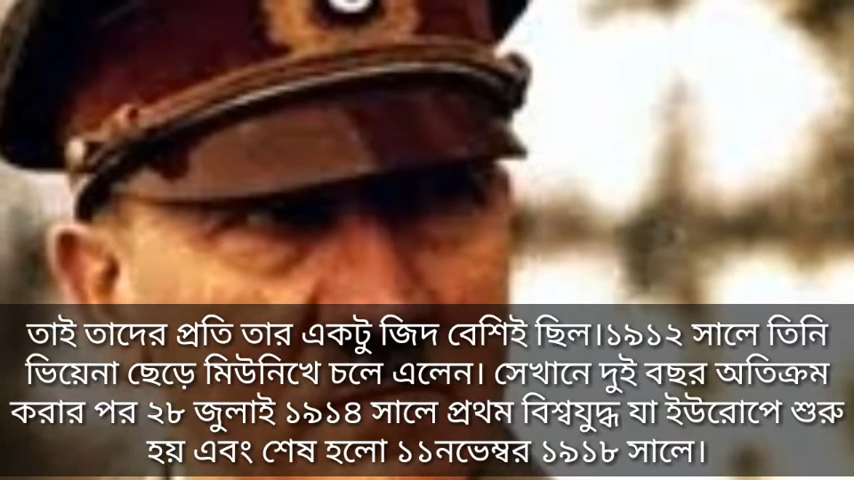 তাই তাদের প্রতি তার একটু জিদ বেশিই ছিল।১৯১২ সালে তিনি
ভিয়েনা ছেড়ে মিউনিখে চলে এলেন। সেখানে দুই বছর অতিক্রম
করার পর ২৮ জুলাই ১৯১৪ সালে প্রথম বিশ্বযুদ্ধ যা ইউরোপে শুরু
হয় এবং শেষ হলো ১১নভেম্বর ১৯১৮ সালে।